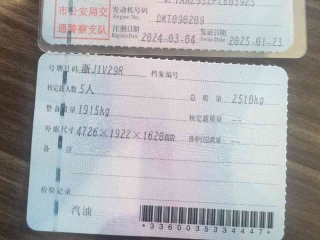 市公安局交
通警察支队
发动机号码
Engine No.
注册日期
Register Date
2024-03-04
发证日期
Issue Date
2025-01-23
号牌号码 浙J1V29R 档案编号
核定载人数 5人 总 质 量 2510kg
整备质量 1915kg 核定载质量
外廓尺寸 4726×1922×1620mm 准牵引总质量
备 注
检验记录
汽油
*3360035344447*